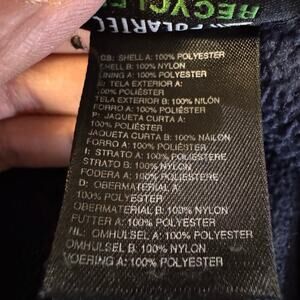 POLARTEC
RECYCLE
GB: SHELL A: 100% POLYESTER
SHELL B: 100% NYLON
LINING A: 100% POLYESTER
E: TELA EXTERIOR A:
100% POLIÉSTER
TELA EXTERIOR B: 100% NILÓN
FORRO A: 100% POLIÉSTER
P: JAQUETA CURTA A: 100%
POLIÉSTER
JAQUETA CURTA B: 100% NÁILON
FORRO A: 100% POLIÉSTER
I: STRATO A: 100% POLIESTERE
STRATO B: 100% NYLON
FODERA A: 100% POLIESTERE
D: OBERMATERIAL A: 100%
POLYESTER
OBERMATERIAL B: 100% NYLON
FUTTER A: 100% POLYESTER
NL: OMHULSEL A: 100% POLYESTER
OMHULSEL B: 100% NYLON
VOERING A: 100% POLYESTER